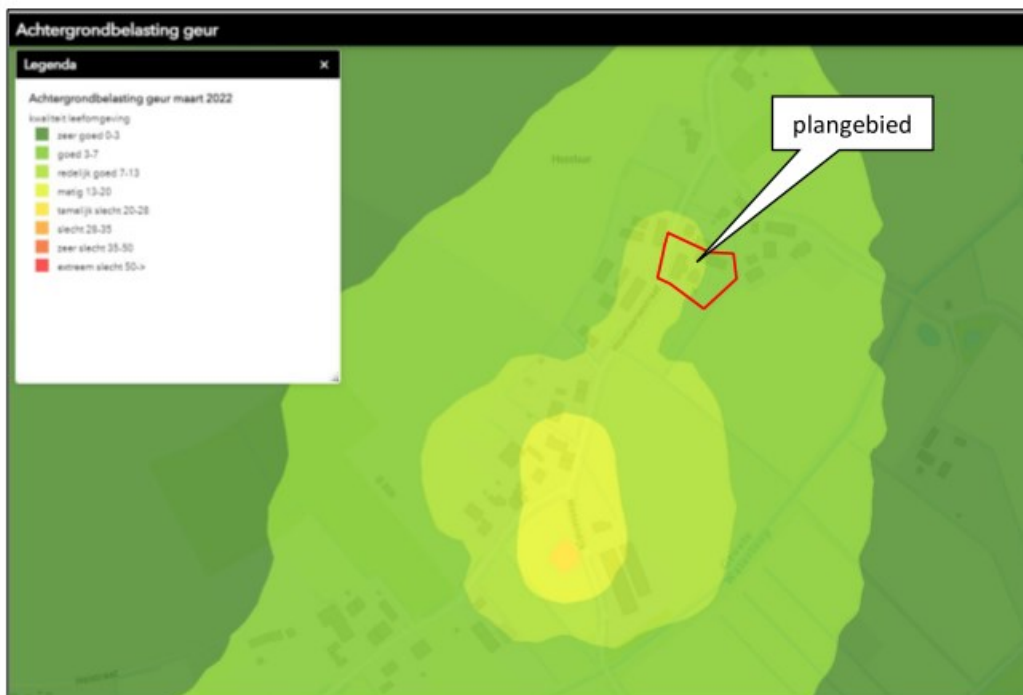 Achtergrondbelasting geur
Legenda ×
Achtergrondbelasting geur maart 2022
kwaliteit leefomgeving
zeer goed 0-3
goed 3-7
redelijk goed 7-13
matig 13-20
tamelijk slecht 20-28
slecht 28-35
zeer slecht 35-50
extreem slecht 50->
plangebied